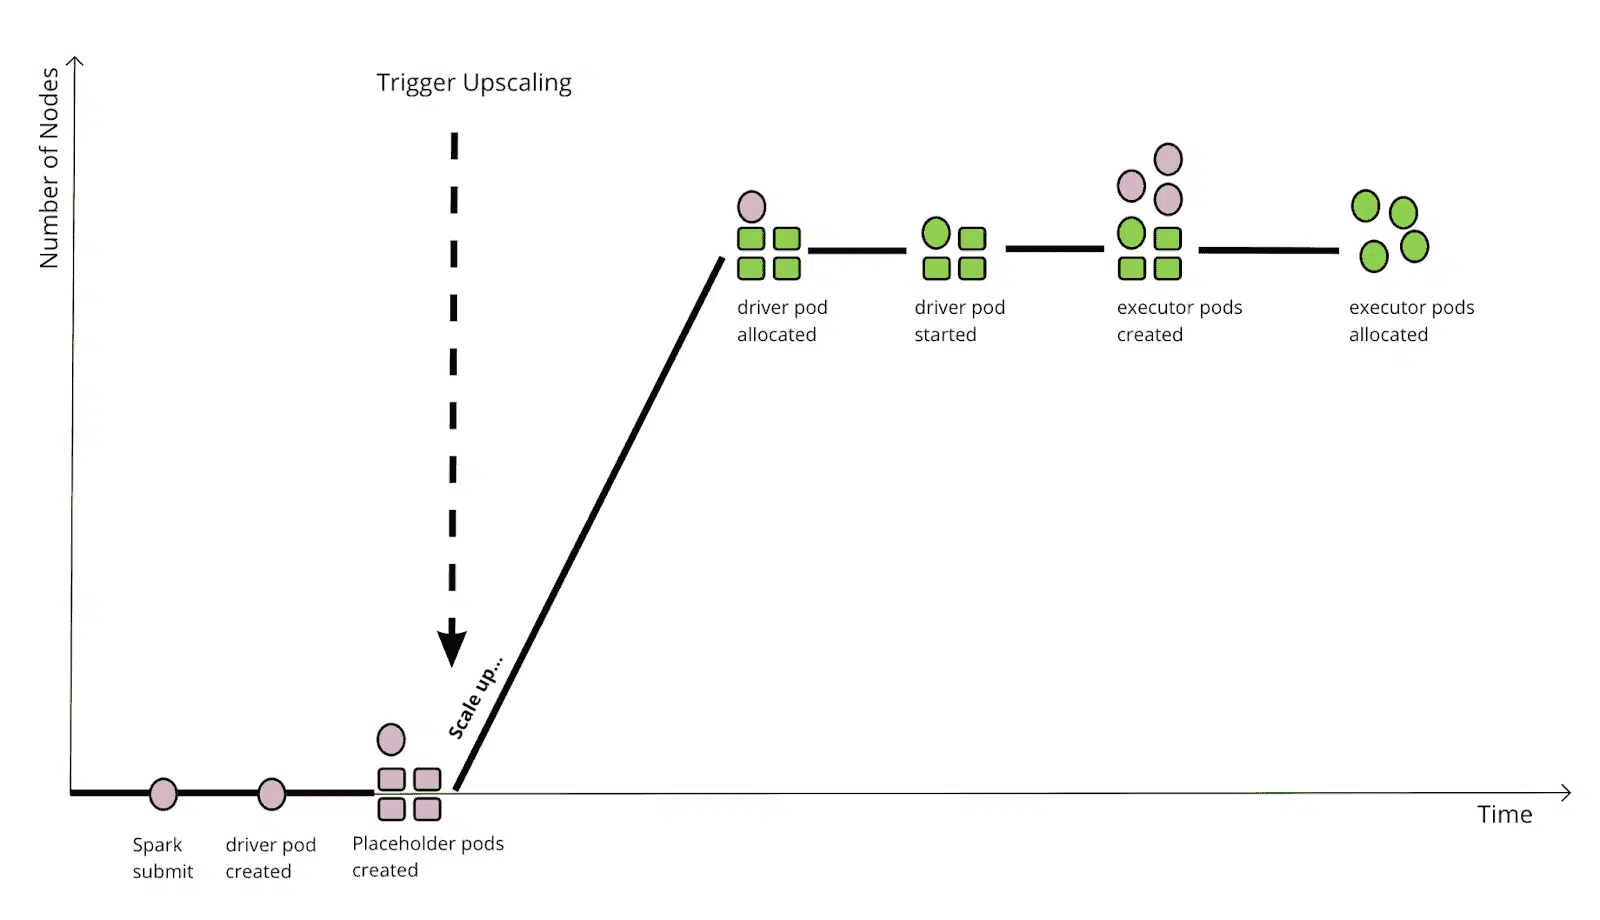 Number of Nodes
Trigger Upscaling
Scale up...
driver pod
allocated
driver pod
started
executor pods
created
executor pods
allocated
Time
Spark
submit
driver pod
created
Placeholder pods
created